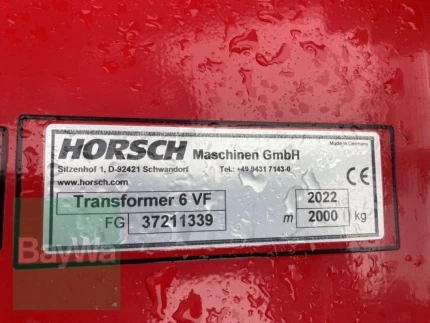 HORSCH Maschinen GmbH
Made in Germany
Sitzenhof 1, D-92421 Schwandorf Tel.: +49 9431 7143-0
www.horsch.com
CE
Transformer 6 VF 2022
FG 37211339 m 2000 kg
BayWa